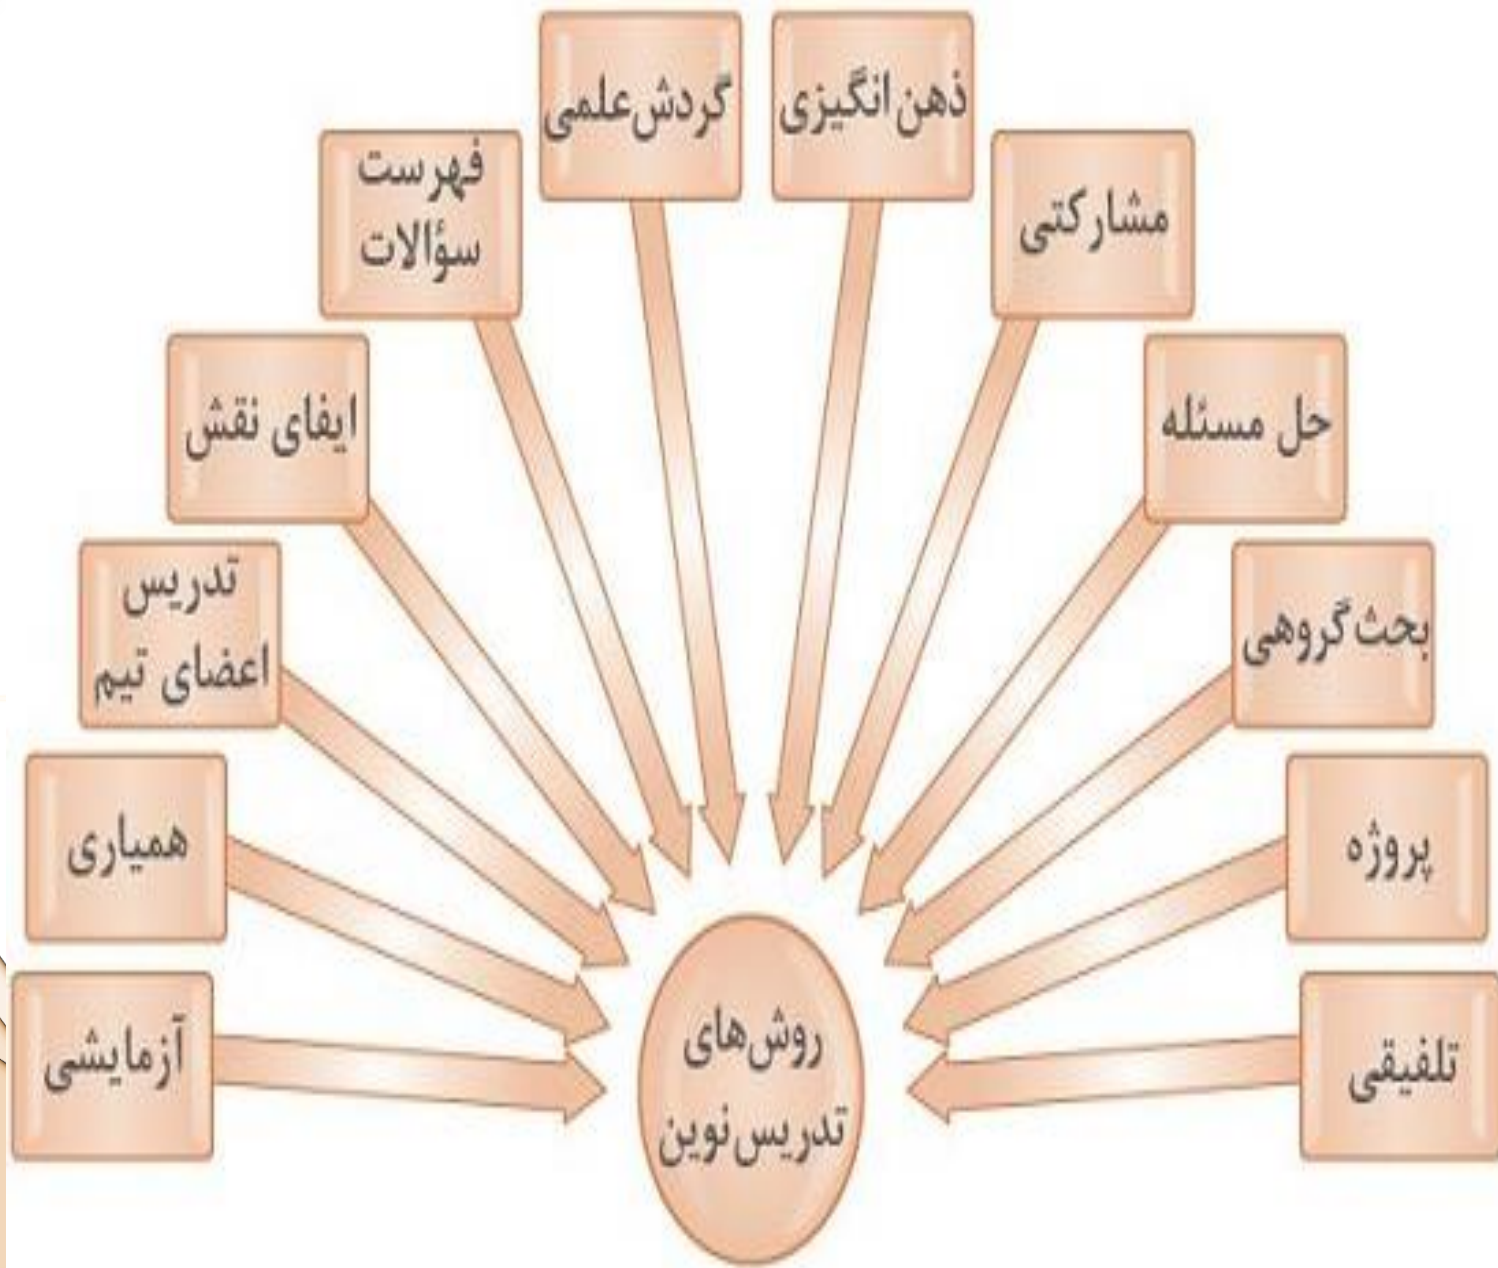 ذهن انگیزی
گردش علمی
مشارکتی
فهرست
سؤالات
حل مسئله
ایفای نقش
بحث گروهی
تدریس
اعضای تیم
پروژه
همیاری
تلفیقی
آزمایشی
روش‌های
تدریس نوین